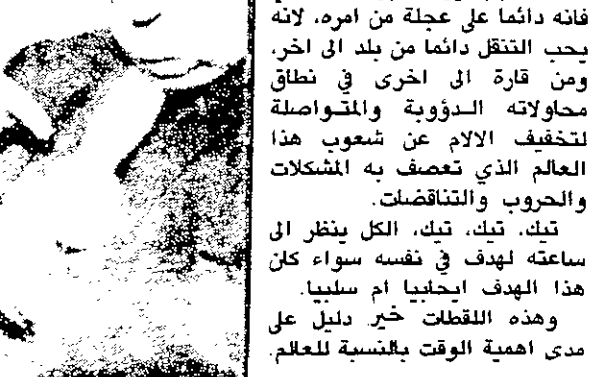 فانه دائما على عجلة من امره، لانه
يحب التنقل دائما من بلد الى اخر،
ومن قارة الى اخرى في نطاق
محاولاته الدؤوبة والمتواصلة
لتخفيف الالام عن شعوب هذا
العالم الذي تعصف به المشكلات
والحروب والتناقضات.
تيك، تيك، تيك، الكل ينظر الى
ساعته لهدف في نفسه سواء كان
هذا الهدف ايجابيا ام سلبيا.
وهذه اللقطات خير دليل على
مدى اهمية الوقت بالنسبة للعالم.